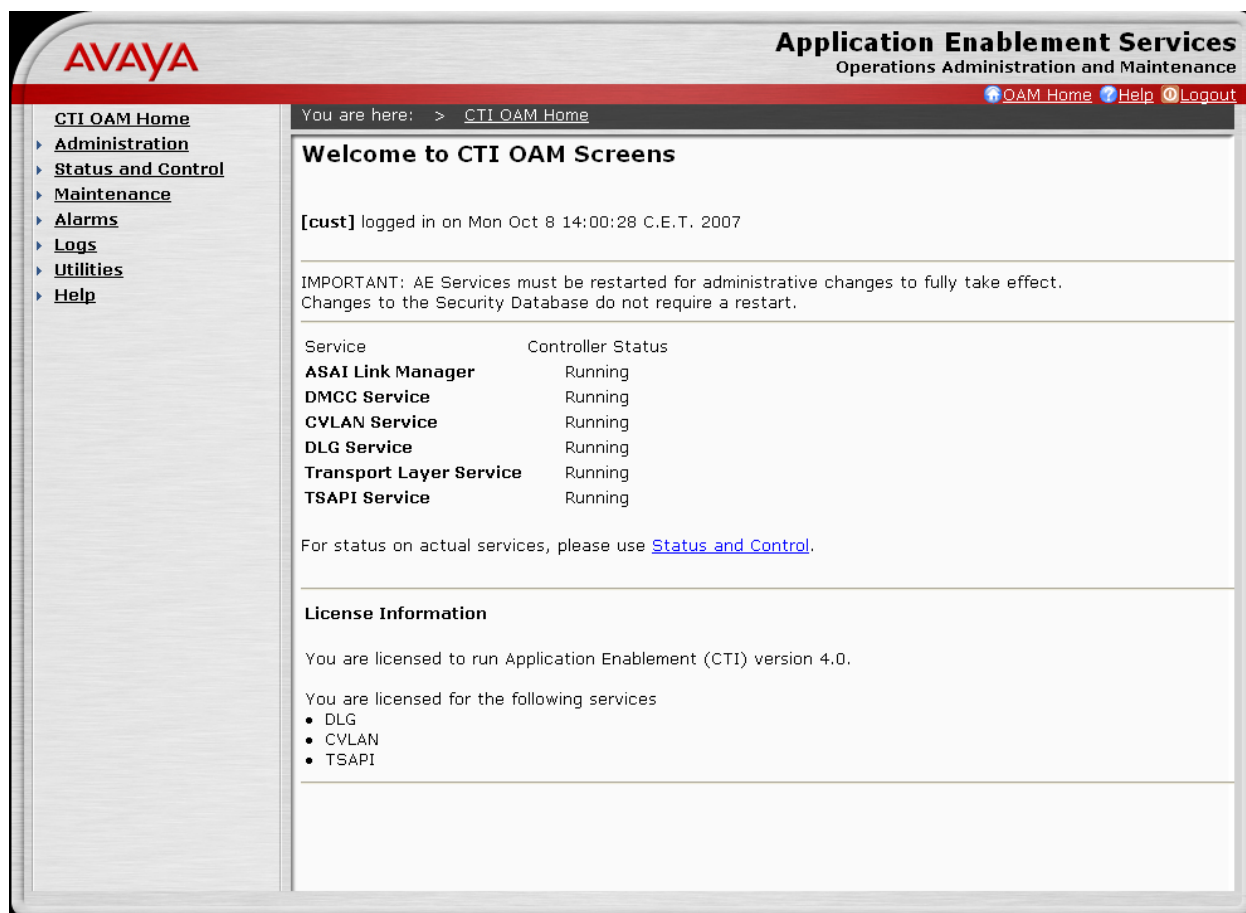 AVAYA
Application Enablement Services
Operations Administration and Maintenance
OAM Home Help Logout
CTI OAM Home
Administration
Status and Control
Maintenance
Alarms
Logs
Utilities
Help
You are here: > CTI OAM Home
Welcome to CTI OAM Screens
[cust] logged in on Mon Oct 8 14:00:28 C.E.T. 2007
IMPORTANT: AE Services must be restarted for administrative changes to fully take effect.
Changes to the Security Database do not require a restart.
Service Controller Status
ASAI Link Manager Running
DMCC Service Running
CVLAN Service Running
DLG Service Running
Transport Layer Service Running
TSAPI Service Running
For status on actual services, please use Status and Control.
License Information
You are licensed to run Application Enablement (CTI) version 4.0.
You are licensed for the following services
• DLG
• CVLAN
• TSAPI